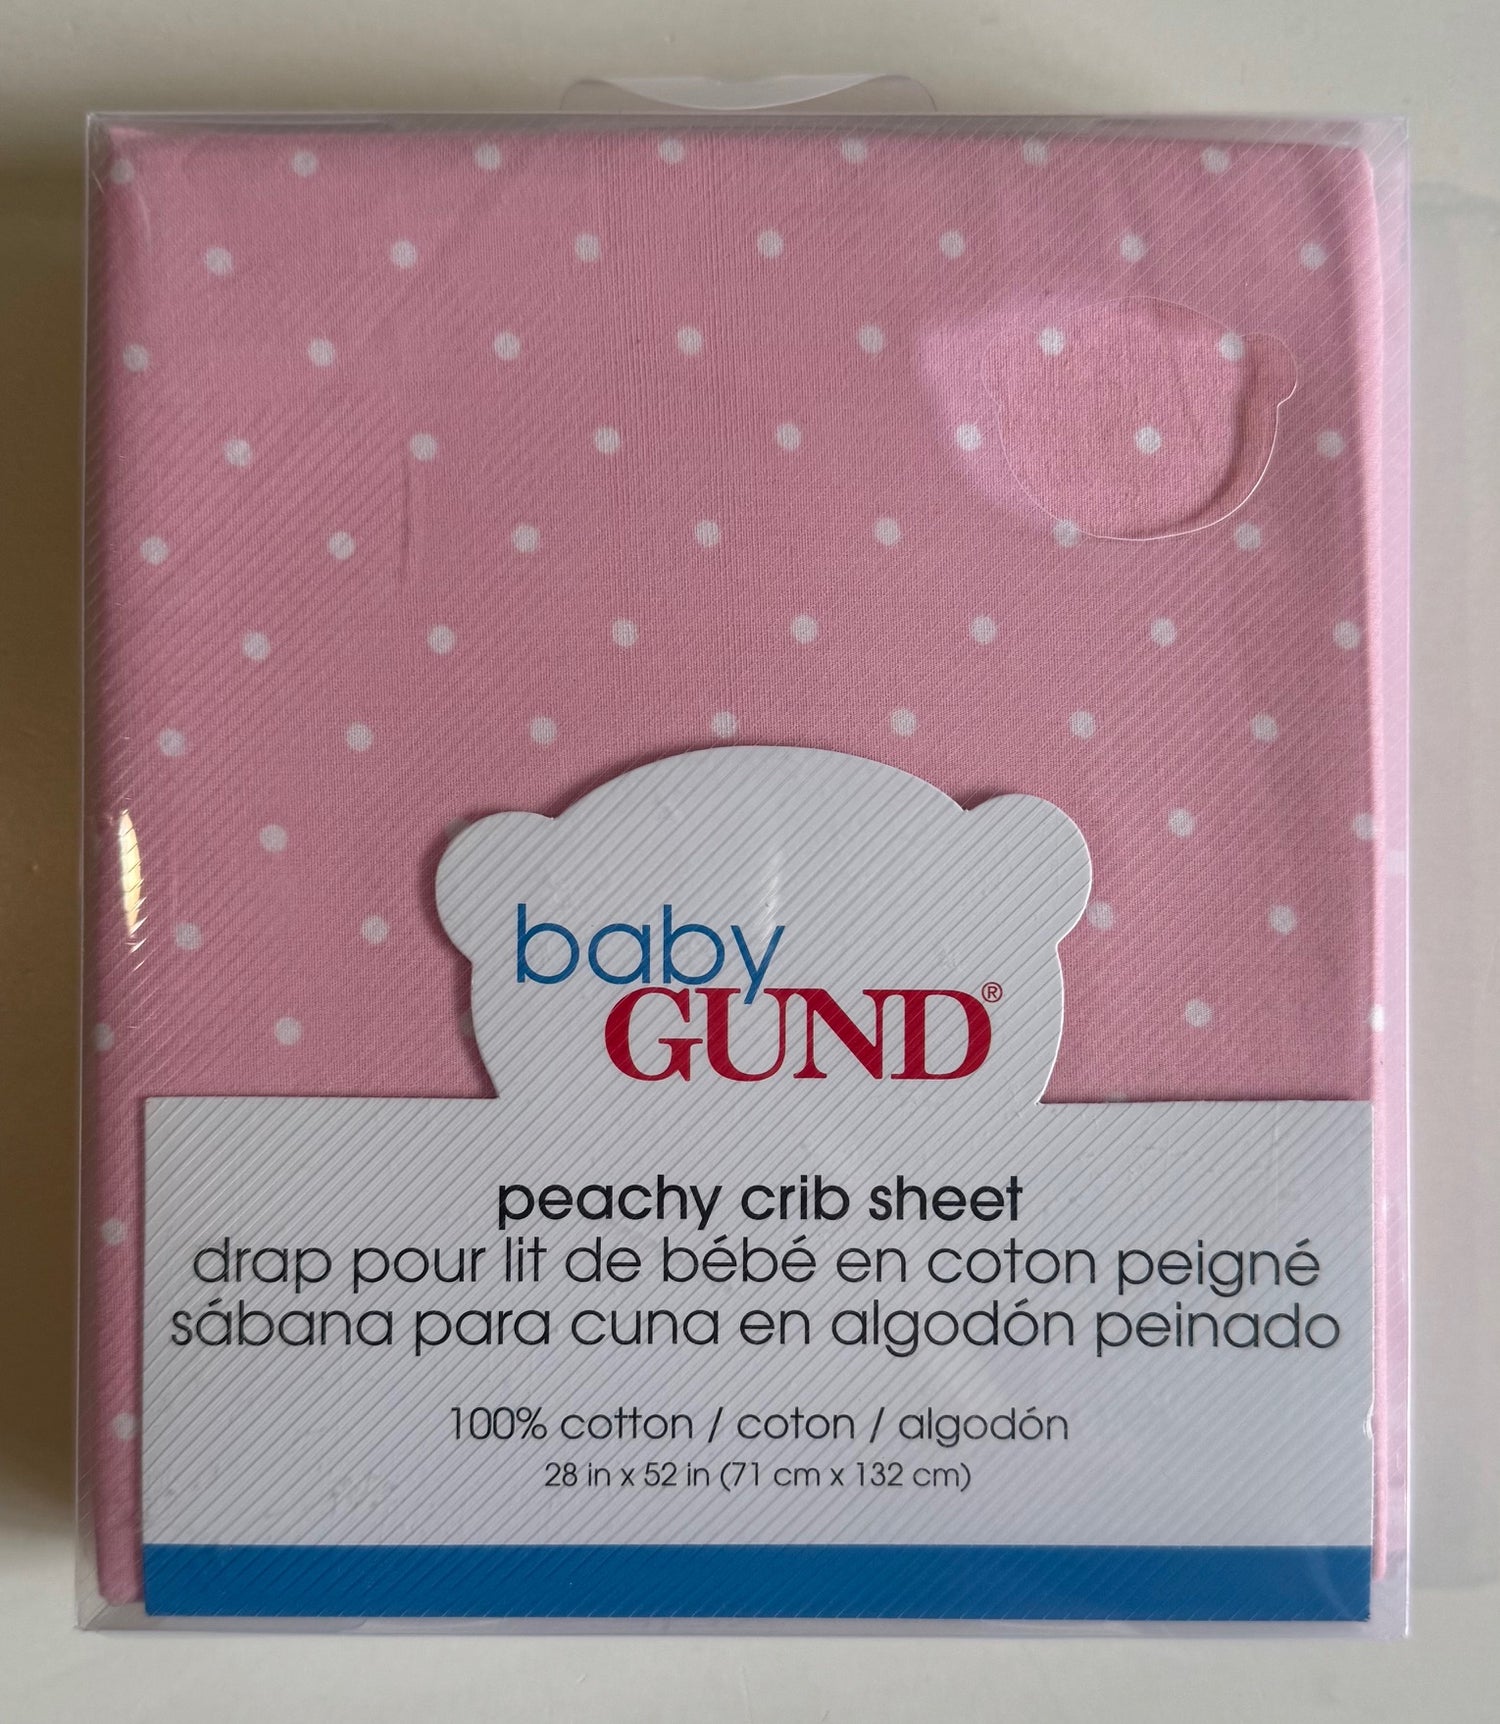 baby
GUND®
peachy crib sheet
drap pour lit de bébé en coton peigné
sábana para cuna en algodón peinado
100% cotton / coton / algodón
28 in x 52 in (71 cm x 132 cm)